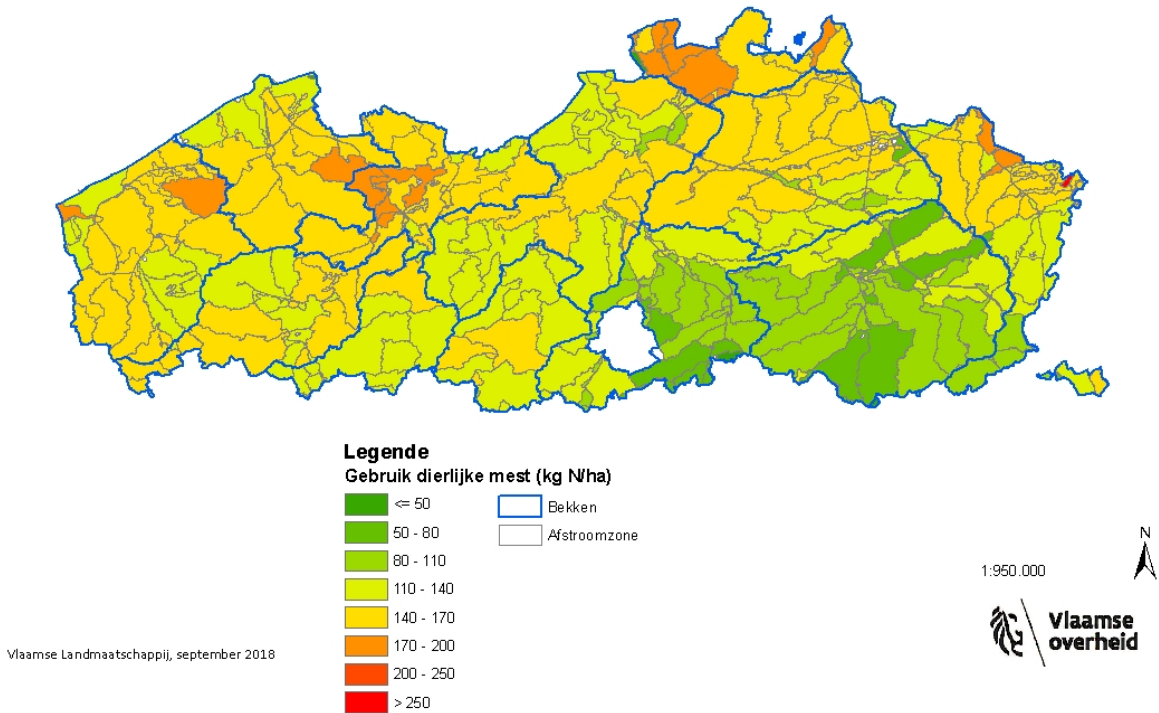 Legende
Gebruik dierlijke mest (kg N/ha)
<= 50
50 - 80
80 - 110
110 - 140
140 - 170
170 - 200
200 - 250
> 250
Bekken
Afstroomzone
N
1:950.000
Vlaamse
overheid
Vlaamse Landmaatschappij, september 2018